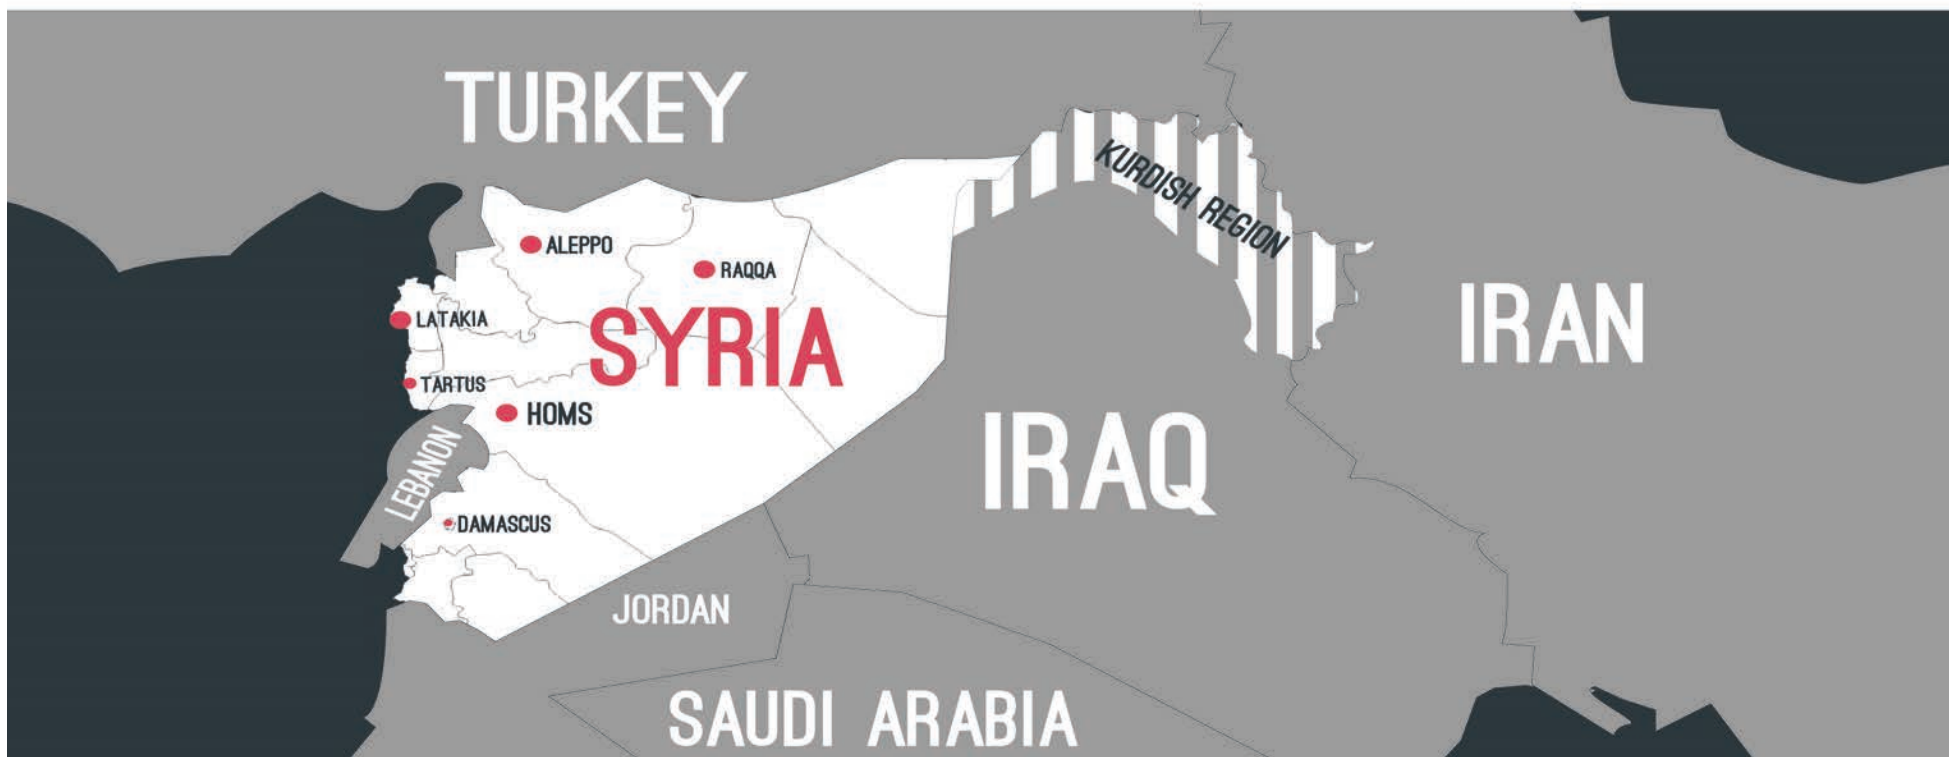 TURKEY
KURDISH REGION
ALEPPO
RAQQA
IRAN
LATAKIA
SYRIA
TARTUS
HOMS
IRAQ
LEBANON
DAMASCUS
JORDAN
SAUDI ARABIA